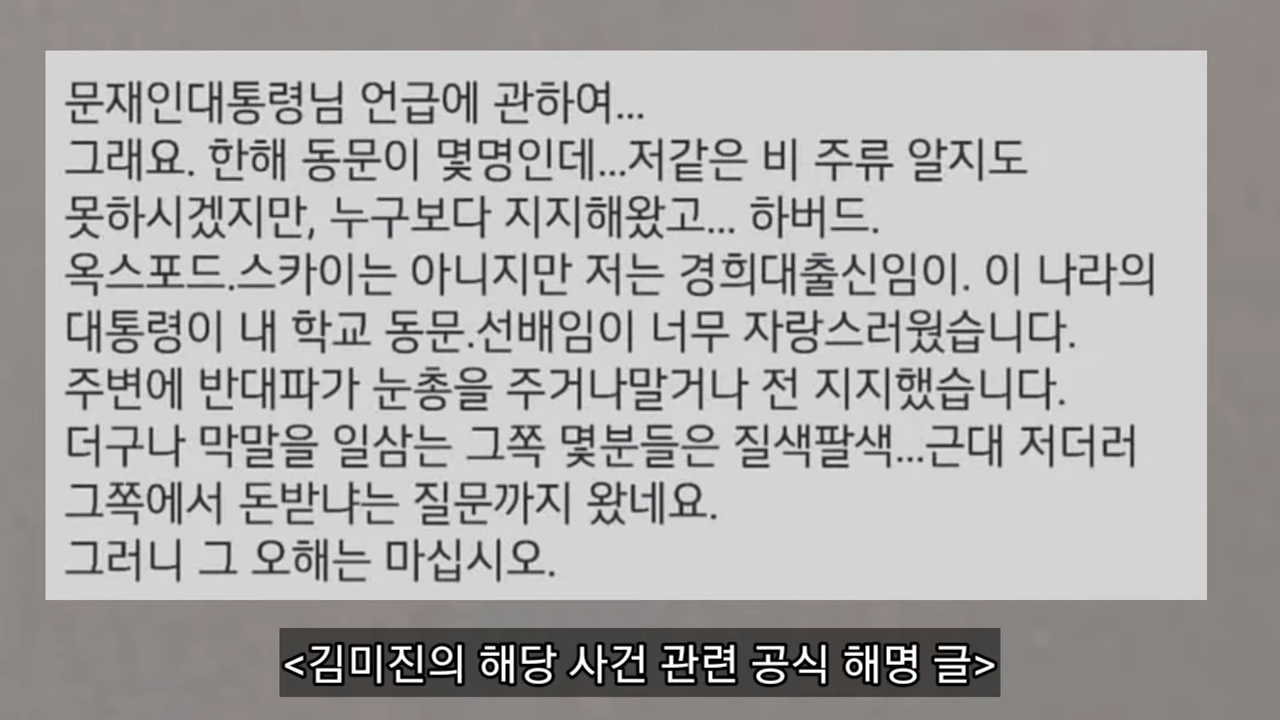 문재인대통령님 언급에 관하여...
그래요. 한해 동문이 몇명인데...저같은 비 주류 알지도
못하시겠지만, 누구보다 지지해왔고... 하버드.
옥스포드.스카이는 아니지만 저는 경희대출신임이. 이 나라의
대통령이 내 학교 동문.선배임이 너무 자랑스러웠습니다.
주변에 반대파가 눈총을 주거나말거나 전 지지했습니다.
더구나 막말을 일삼는 그쪽 몇분들은 질색팔색...근대 저더러
그쪽에서 돈받냐는 질문까지 왔네요.
그러니 그 오해는 마십시오.
<김미진의 해당 사건 관련 공식 해명 글>